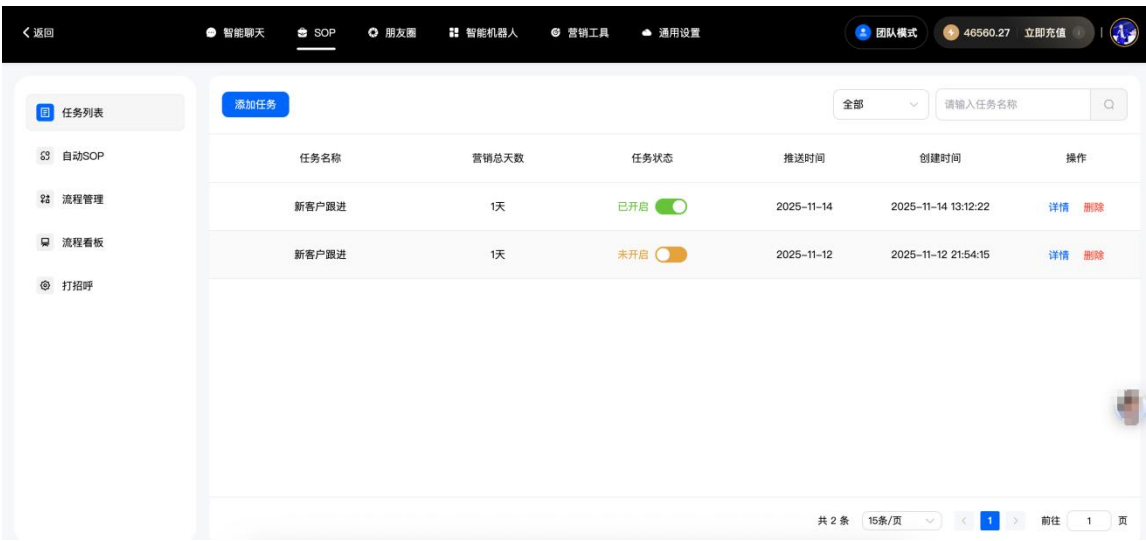 返回 智能聊天 SOP 朋友圈 智能机器人 营销工具 通用设置 团队模式 46560.27 立即充值
任务列表
自动SOP
流程管理
流程看板
打招呼
添加任务 全部 请输入任务名称
任务名称 营销总天数 任务状态 推送时间 创建时间 操作
新客户跟进 1天 已开启 2025-11-14 2025-11-14 13:12:22 详情 删除
新客户跟进 1天 未开启 2025-11-12 2025-11-12 21:54:15 详情 删除
共 2 条 15条/页 1 前往 1 页